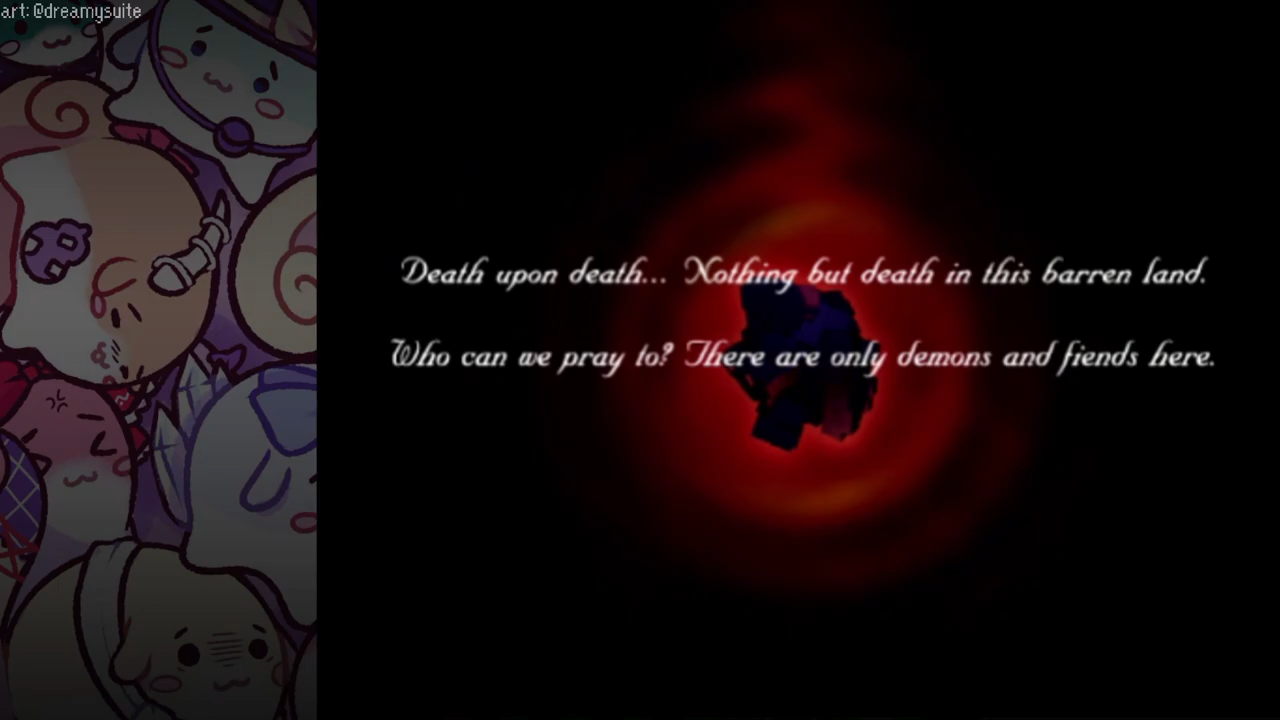 art: @dreamysuite
Death upon death... Nothing but death in this barren land.
Who can we pray to? There are only demons and fiends here.